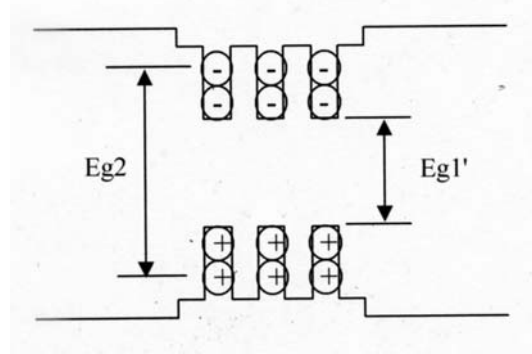 - - -
- - -
Eg2 Eg1'
+ + +
+ + +